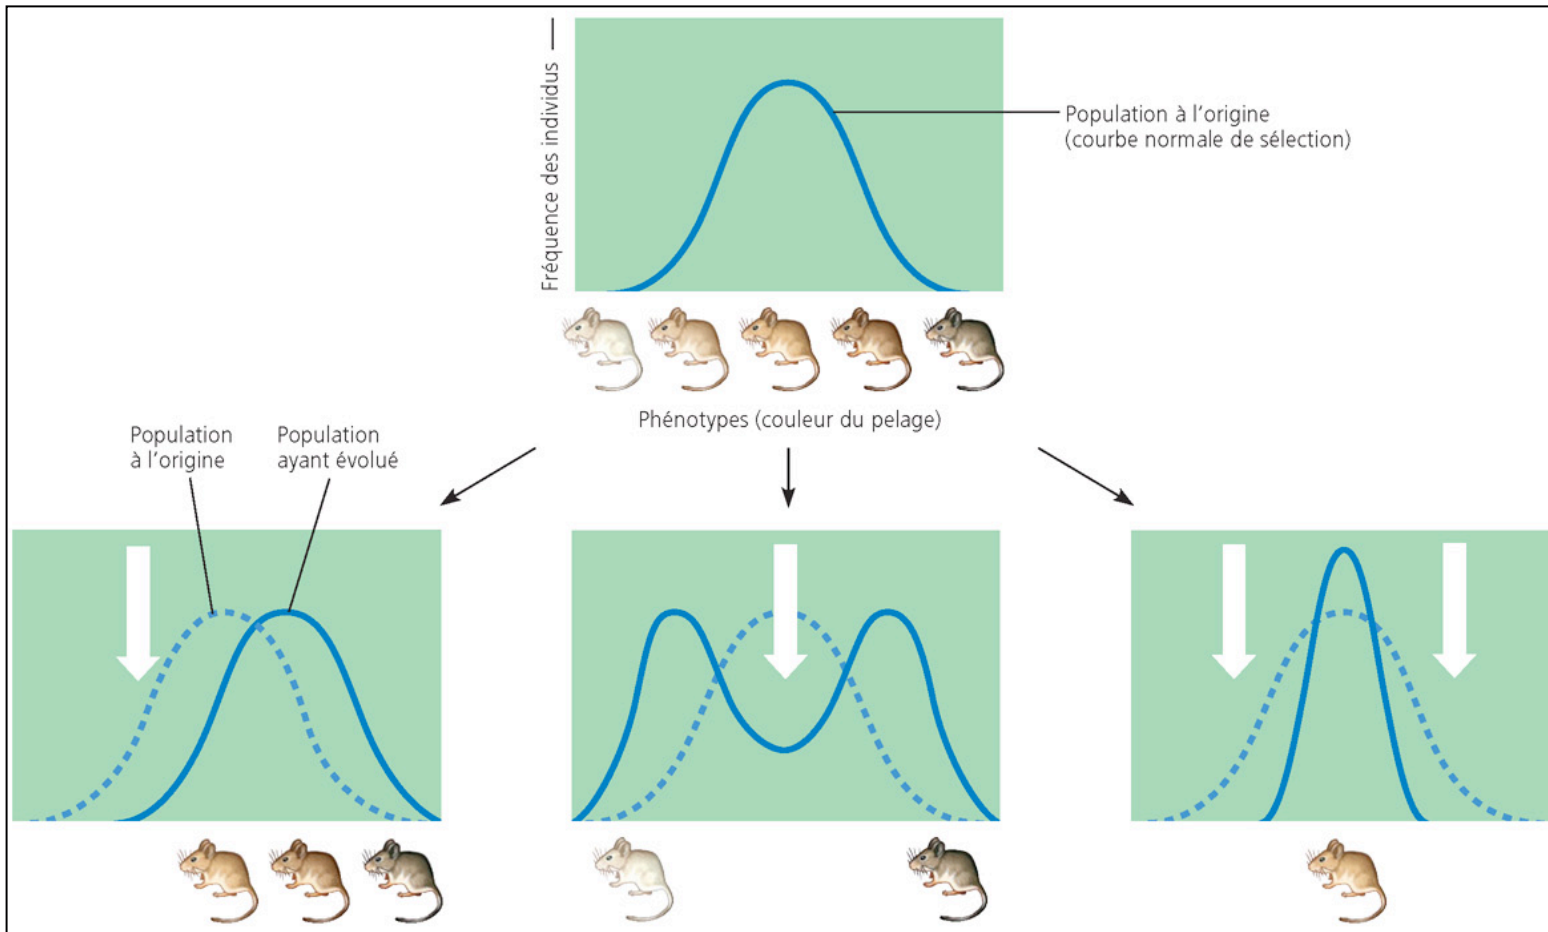 Fréquence des individus
Population à l'origine
(courbe normale de sélection)
Phénotypes (couleur du pelage)
Population
à l'origine
Population
ayant évolué